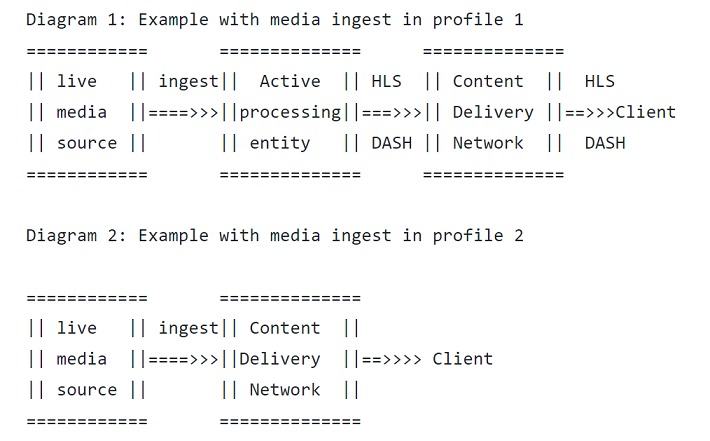 Diagram 1: Example with media ingest in profile 1
============       ==============      ==============
|| live   || ingest||  Active  || HLS  || Content  ||  HLS
|| media  ||====>>>||processing||===>>>|| Delivery ||==>>>Client
|| source ||       || entity   || DASH || Network  ||  DASH
============       ==============      ==============
Diagram 2: Example with media ingest in profile 2
============       ==============
|| live   || ingest|| Content  ||
|| media  ||====>>>||Delivery  ||==>>>> Client
|| source ||       || Network  ||
============       ==============